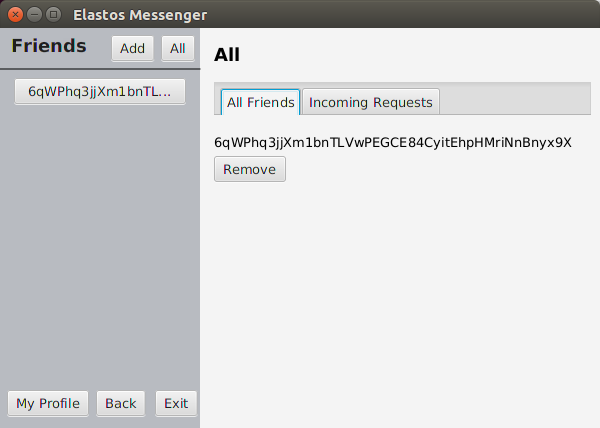 Elastos Messenger
Friends
Add
All
6qWPhq3jjXm1bnTL...
My Profile
Back
Exit
All
All Friends
Incoming Requests
6qWPhq3jjXm1bnTLVwPEGCE84CyitEhpHMriNnBnyx9X
Remove